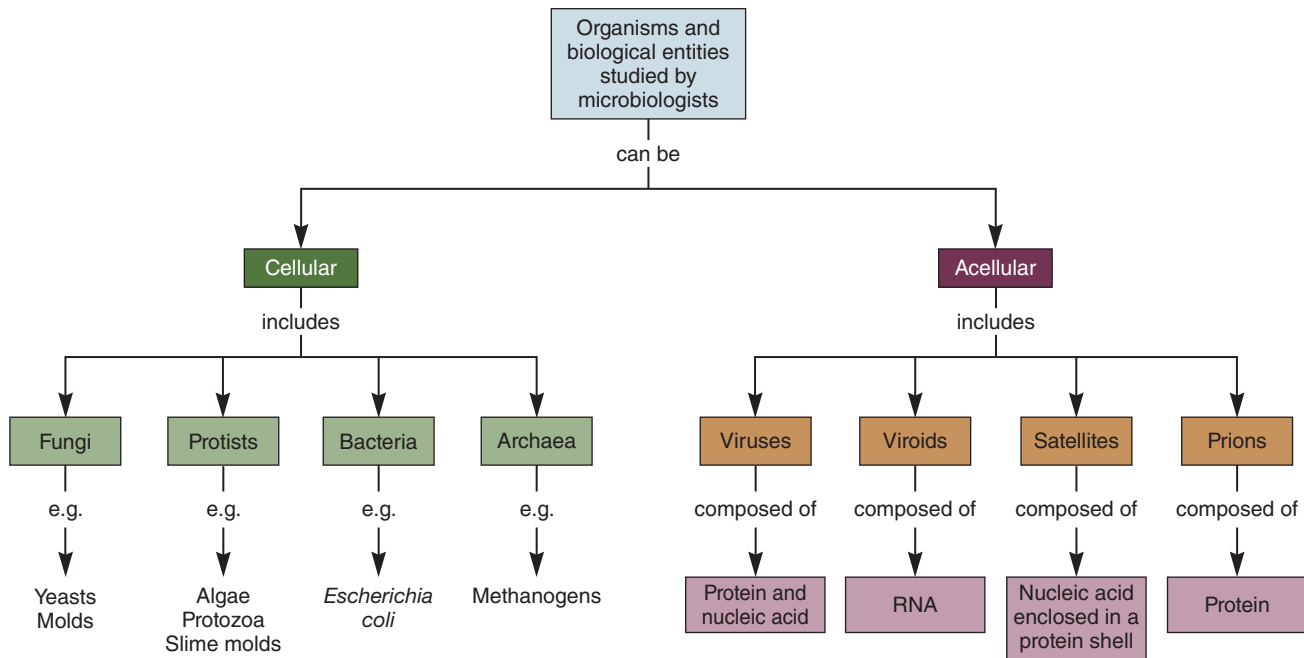 Organisms and
biological entities
studied by
microbiologists
can be
Cellular
Acellular
includes
includes
Fungi
Protists
Bacteria
Archaea
Viruses
Viroids
Satellites
Prions
e.g.
e.g.
e.g.
e.g.
composed of
composed of
composed of
composed of
Yeasts
Molds
Algae
Protozoa
Slime molds
Escherichia
coli
Methanogens
Protein and
nucleic acid
RNA
Nucleic acid
enclosed in a
protein shell
Protein